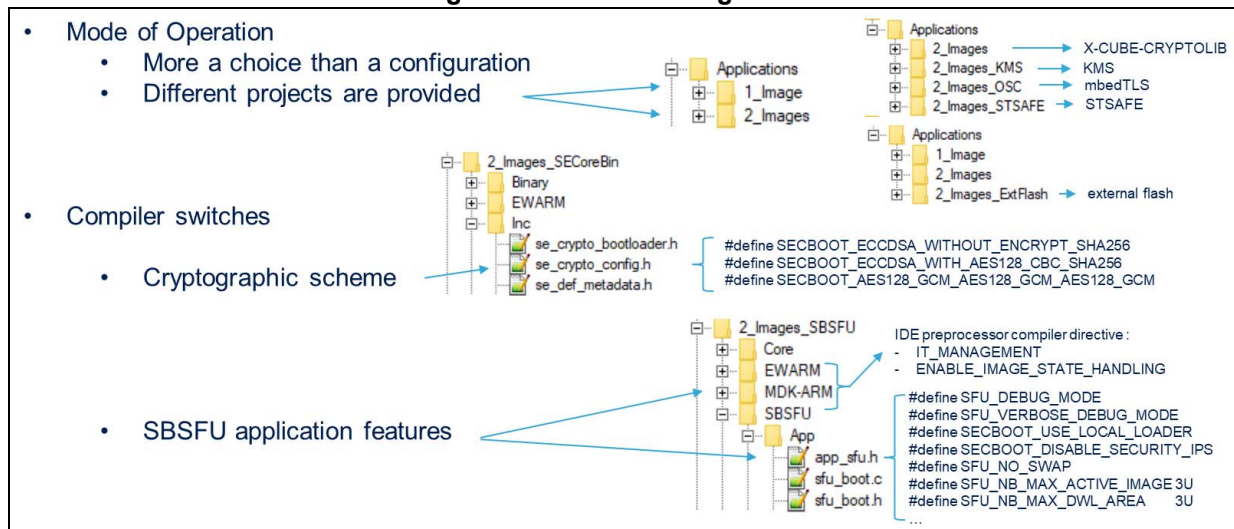 • Mode of Operation
• More a choice than a configuration
• Different projects are provided
Applications
1_Image
2_Images
Applications
2_Images
2_Images_KMS
2_Images_OSC
2_Images_STSAFE
X-CUBE-CRYPTOLIB
KMS
mbedTLS
STSAFE
Applications
1_Image
2_Images
2_Images_ExtFlash
external flash
• Compiler switches
• Cryptographic scheme
2_Images_SECoreBin
Binary
EWARM
Inc
se_crypto_bootloader.h
se_crypto_config.h
se_def_metadata.h
#define SECBOOT_ECCDSA_WITHOUT_ENCRYPT_SHA256
#define SECBOOT_ECCDSA_WITH_AES128_CBC_SHA256
#define SECBOOT_AES128_GCM_AES128_GCM_AES128_GCM
• SBSFU application features
2_Images_SBSFU
Core
EWARM
MDK-ARM
SBSFU
App
app_sfu.h
sfu_boot.c
sfu_boot.h
IDE preprocessor compiler directive :
- IT_MANAGEMENT
- ENABLE_IMAGE_STATE_HANDLING
#define SFU_DEBUG_MODE
#define SFU_VERBOSE_DEBUG_MODE
#define SECBOOT_USE_LOCAL_LOADER
#define SECBOOT_DISABLE_SECURITY_IPS
#define SFU_NO_SWAP
#define SFU_NB_MAX_ACTIVE_IMAGE 3U
#define SFU_NB_MAX_DWL_AREA 3U
...